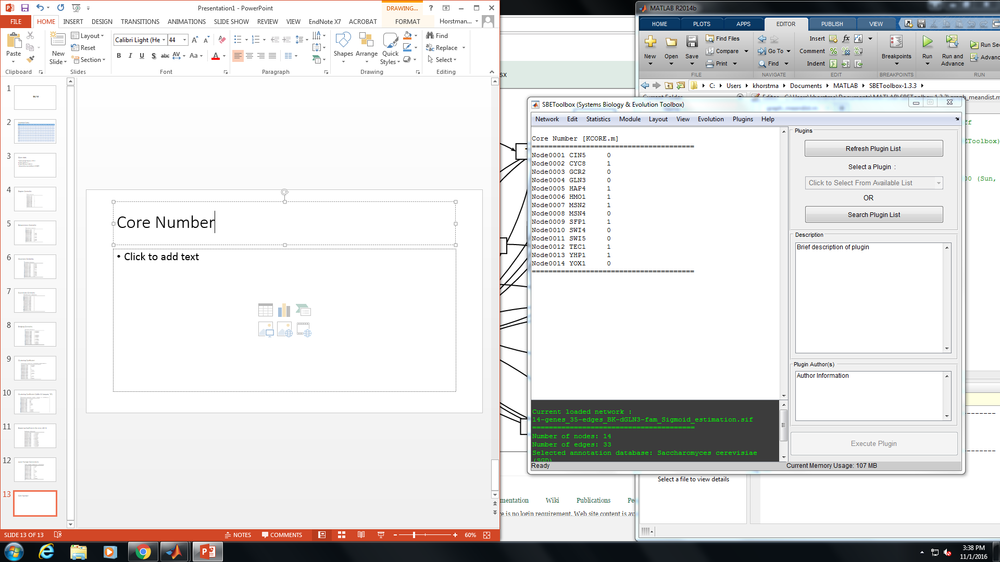 Presentation1 - PowerPoint
DRAWING...
FILE
HOME
INSERT
DESIGN
TRANSITIONS
ANIMATIONS
SLIDE SHOW
REVIEW
VIEW
EndNote X7
ACROBAT
FORMAT
Horstman...
Paste
New
Slide
Layout
Reset
Section
Calibri Light (He
44
Shapes
Arrange
Quick
Styles
Find
Replace
Select
Clipboard
Slides
Font
Paragraph
Drawing
Editing
1
2
3
4
5
6
7
8
9
10
11
12
13
Core Number
• Click to add text
SLIDE 13 OF 13
NOTES
COMMENTS
60%
sx
mentation
Wiki
Publications
Pe
re is no login requirement. Web site content is av
MATLAB R2014b
HOME
PLOTS
APPS
EDITOR
PUBLISH
VIEW
New
Open
Save
Find Files
Compare
Print
Go To
Find
Insert
Comment
Indent
Breakpoints
Run
Run and
Advance
Run Sec
Advanc
FILE
NAVIGATE
EDIT
BREAKPOINTS
RUN
C:
Users
khorstma
Documents
MATLAB
SBEToolbox-1.3.3
ff
EToolbox)
00 (Sun,
SBEToolbox (Systems Biology & Evolution Toolbox)
Network
Edit
Statistics
Module
Layout
View
Evolution
Plugins
Help
Core Number [KCORE.m]
=======================================
Node0001 CIN5 0
Node0002 CYC8 1
Node0003 GCR2 0
Node0004 GLN3 0
Node0005 HAP4 1
Node0006 HMO1 1
Node0007 MSN2 1
Node0008 MSN4 0
Node0009 SFP1 1
Node0010 SWI4 0
Node0011 SWI5 0
Node0012 TEC1 1
Node0013 YHP1 1
Node0014 YOX1 0
=======================================
Plugins
Refresh Plugin List
Select a Plugin :
Click to Select From Available List
OR
Search Plugin List
Description
Brief description of plugin
Plugin Author(s)
Author Information
Execute Plugin
Current loaded network :
14-genes_35-edges_BK-dGLN3-fam_Sigmoid_estimation.sif
=======================================
Number of nodes: 14
Number of edges: 33
Selected annotation database: Saccharomyces cerevisiae
(SGD)
Ready
Current Memory Usage: 107 MB
Select a file to view details
3:38 PM
11/1/2016